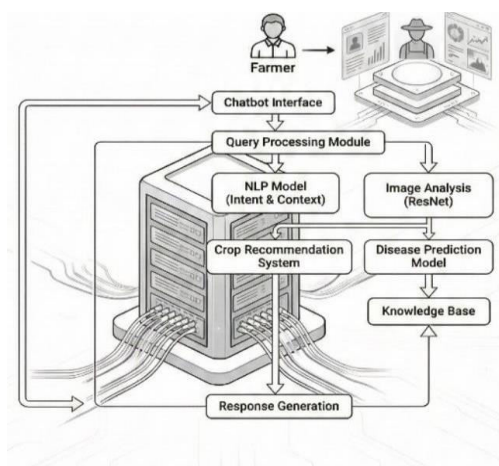 Farmer
Chatbot Interface
Query Processing Module
NLP Model
(Intent & Context)
Image Analysis
(ResNet)
Crop Recommendation
System
Disease Prediction
Model
Knowledge Base
Response Generation